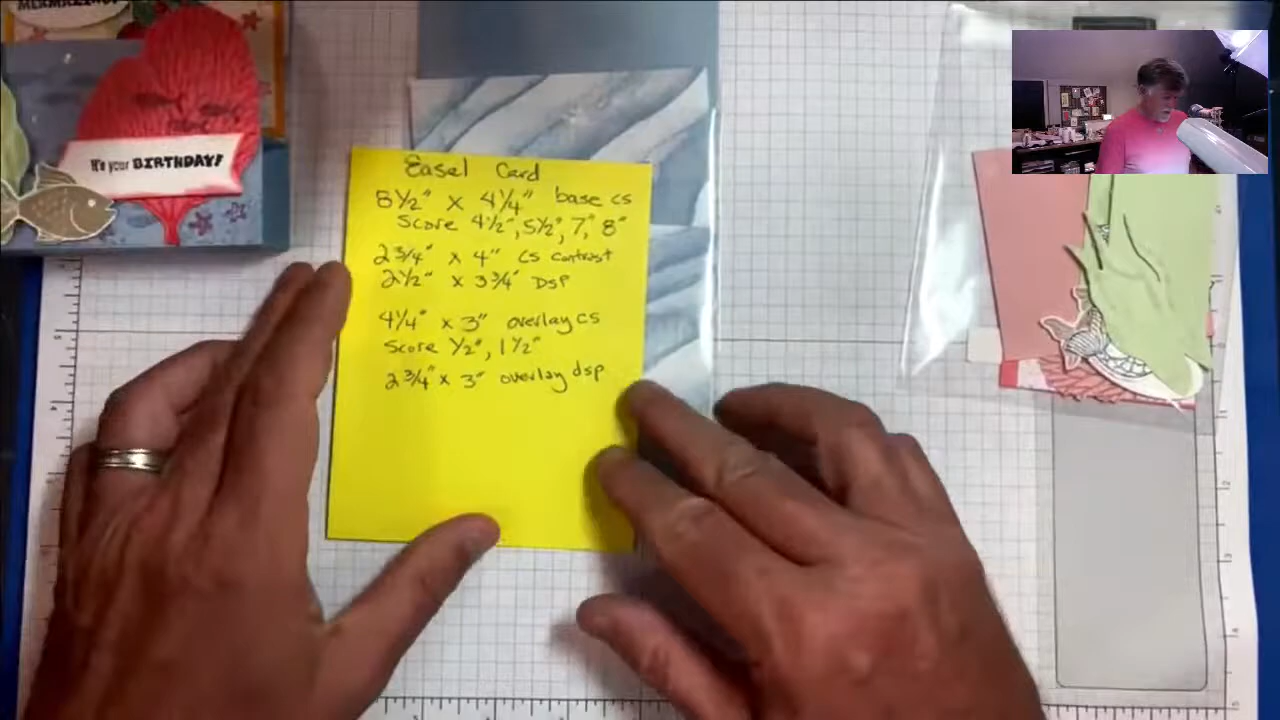 MERMAZING!
It's your BIRTHDAY!
Easel Card
8½" x 4¼" base cs
Score 4½", 5½", 7", 8"
2¾" x 4" cs contrast
2½" x 3¾" DSP
4¼" x 3" overlay cs
Score ½", 1½"
2¾" x 3" overlay dsp